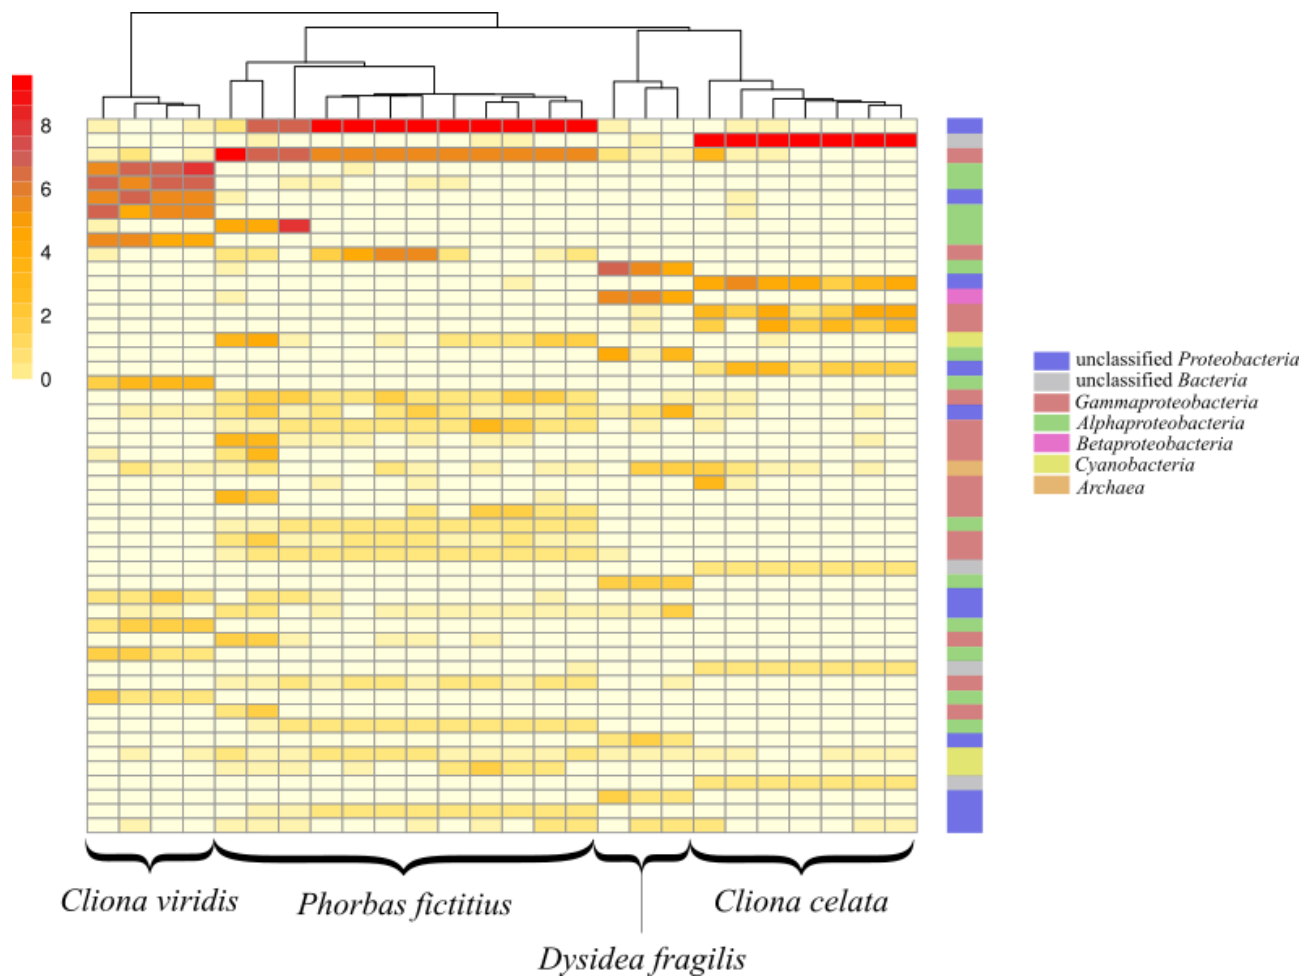 8
6
4
2
0
unclassified Proteobacteria
unclassified Bacteria
Gammaproteobacteria
Alphaproteobacteria
Betaproteobacteria
Cyanobacteria
Archaea
Cliona viridis
Phorbas fictitius
Cliona celata
Dysidea fragilis